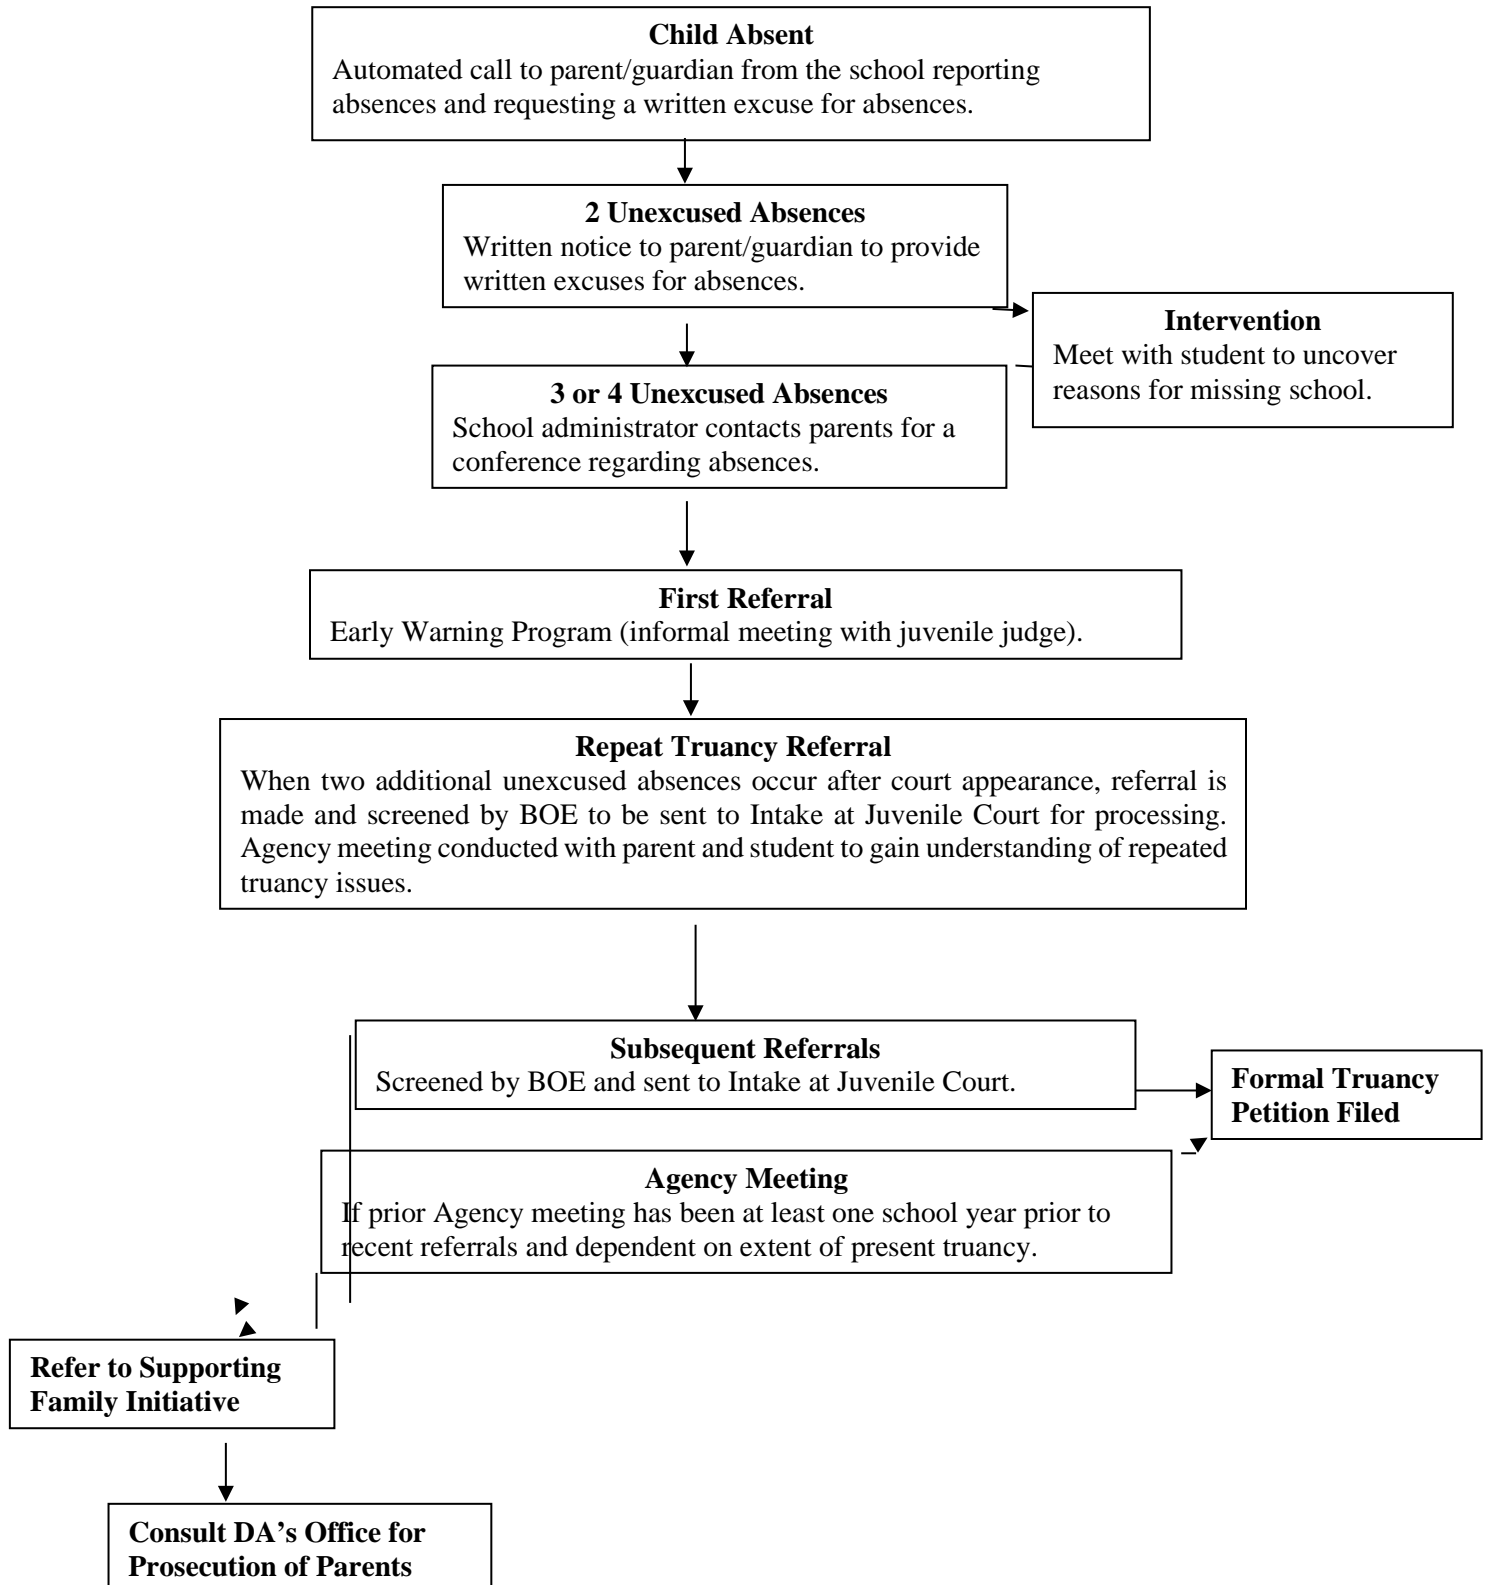 Child Absent
Automated call to parent/guardian from the school reporting
absences and requesting a written excuse for absences.
2 Unexcused Absences
Written notice to parent/guardian to provide
written excuses for absences.
Intervention
Meet with student to uncover
reasons for missing school.
3 or 4 Unexcused Absences
School administrator contacts parents for a
conference regarding absences.
First Referral
Early Warning Program (informal meeting with juvenile judge).
Repeat Truancy Referral
When two additional unexcused absences occur after court appearance, referral is
made and screened by BOE to be sent to Intake at Juvenile Court for processing.
Agency meeting conducted with parent and student to gain understanding of repeated
truancy issues.
Subsequent Referrals
Screened by BOE and sent to Intake at Juvenile Court.
Formal Truancy
Petition Filed
Agency Meeting
If prior Agency meeting has been at least one school year prior to
recent referrals and dependent on extent of present truancy.
Refer to Supporting
Family Initiative
Consult DA’s Office for
Prosecution of Parents